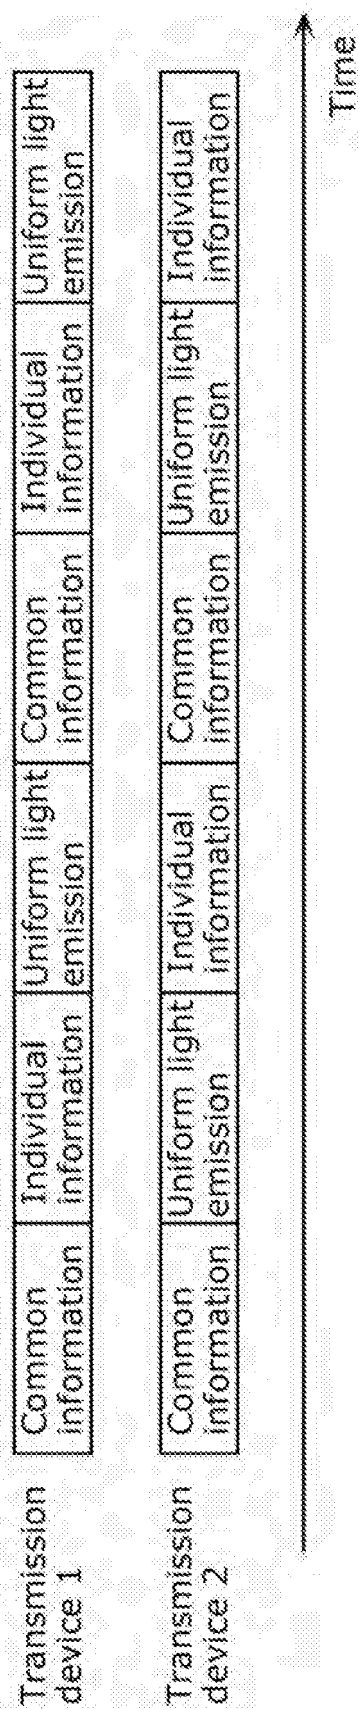 Transmission
device 1
Common
information
Individual
information
Uniform light
emission
Common
information
Individual
information
Uniform light
emission
Transmission
device 2
Common
information
Uniform light
emission
Individual
information
Common
information
Uniform light
emission
Individual
information
Time